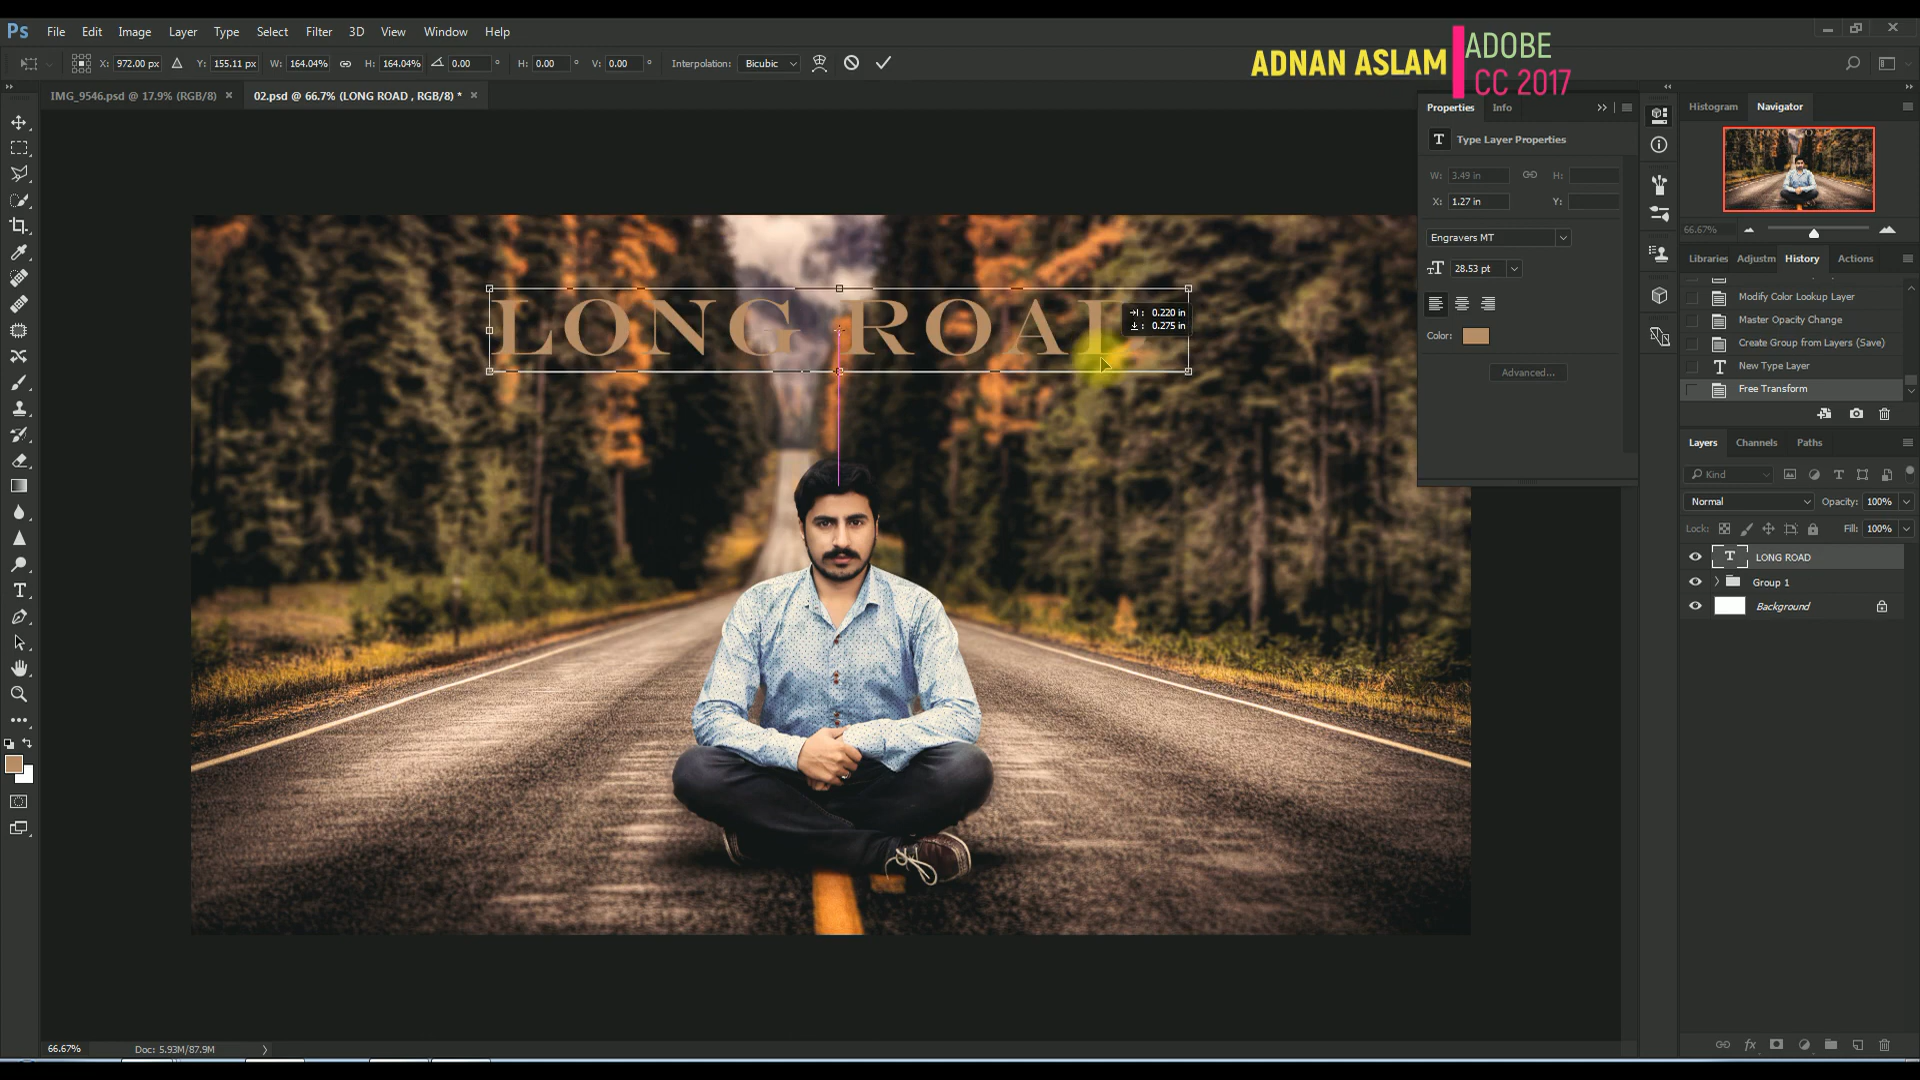 Ps File Edit Image Layer Type Select Filter 3D View Window Help
ADNAN ASLAM
ADOBE
CC 2017
X: 972.00 px Y: 155.11 px W: 164.04% H: 164.04% 0.00 ° H: 0.00 ° V: 0.00 ° Interpolation: Bicubic
IMG_9546.psd @ 17.9% (RGB/8) × 02.psd @ 66.7% (LONG ROAD , RGB/8) * ×
Properties Info
Type Layer Properties
W: 3.49 in H:
X: 1.27 in Y:
Engravers MT
28.53 pt
Color:
Advanced...
Histogram Navigator
66.67%
Libraries Adjustm History Actions
Modify Color Lookup Layer
Master Opacity Change
Create Group from Layers (Save)
New Type Layer
Free Transform
Layers Channels Paths
Kind
Normal Opacity: 100%
Lock: Fill: 100%
LONG ROAD
Group 1
Background
LONG ROAD
0.220 in
0.275 in
66.67% Doc: 5.93M/87.9M